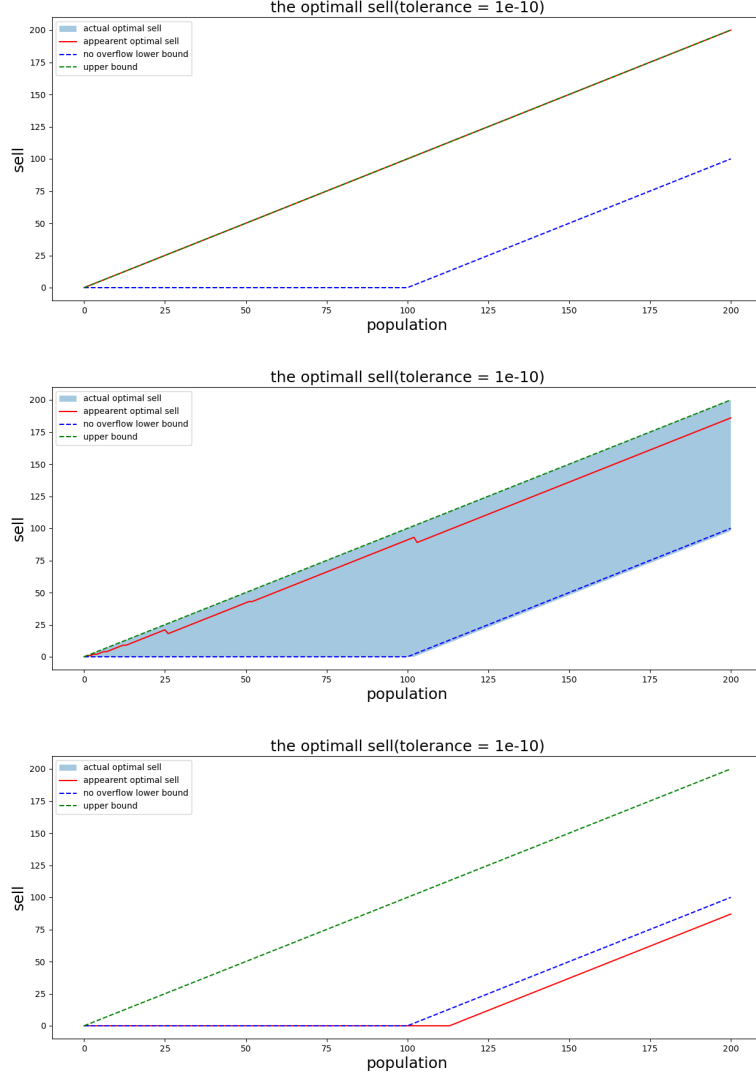 the optimall sell(tolerance = 1e-10)
200
175
150
125
100
75
50
25
0
sell
actual optimal sell
appearent optimal sell
no overflow lower bound
upper bound
0 25 50 75 100 125 150 175 200
population
the optimall sell(tolerance = 1e-10)
200
175
150
125
100
75
50
25
0
sell
actual optimal sell
appearent optimal sell
no overflow lower bound
upper bound
0 25 50 75 100 125 150 175 200
population
the optimall sell(tolerance = 1e-10)
200
175
150
125
100
75
50
25
0
sell
actual optimal sell
appearent optimal sell
no overflow lower bound
upper bound
0 25 50 75 100 125 150 175 200
population